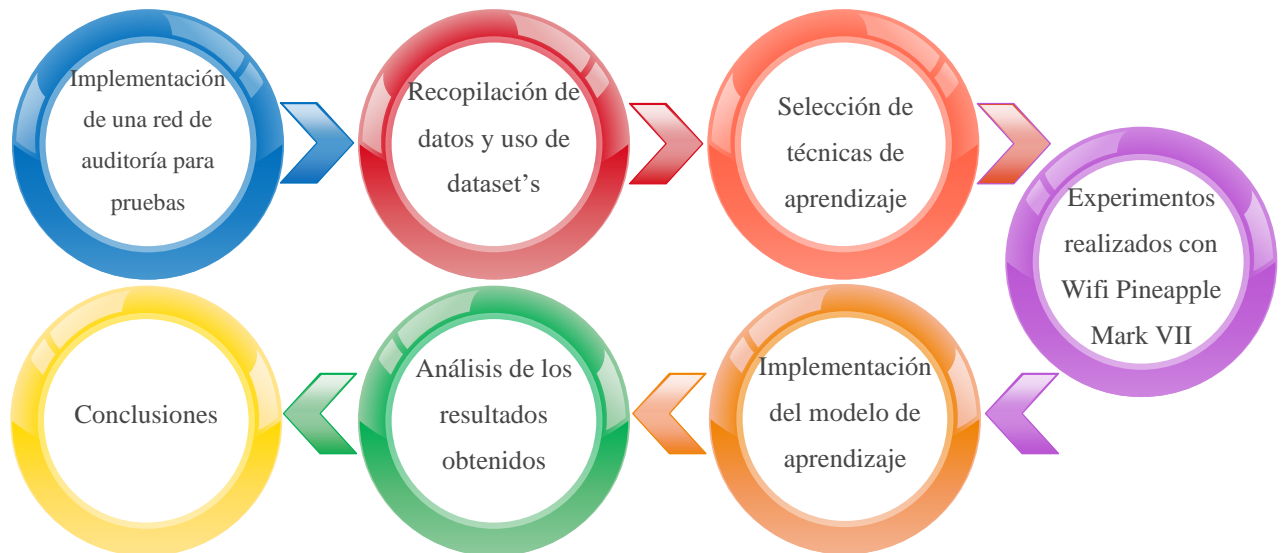 Implementación
de una red de
auditoría para
pruebas
Recopilación de
datos y uso de
dataset’s
Selección de
técnicas de
aprendizaje
Experimentos
realizados con
Wifi Pineapple
Mark VII
Implementación
del modelo de
aprendizaje
Análisis de los
resultados
obtenidos
Conclusiones